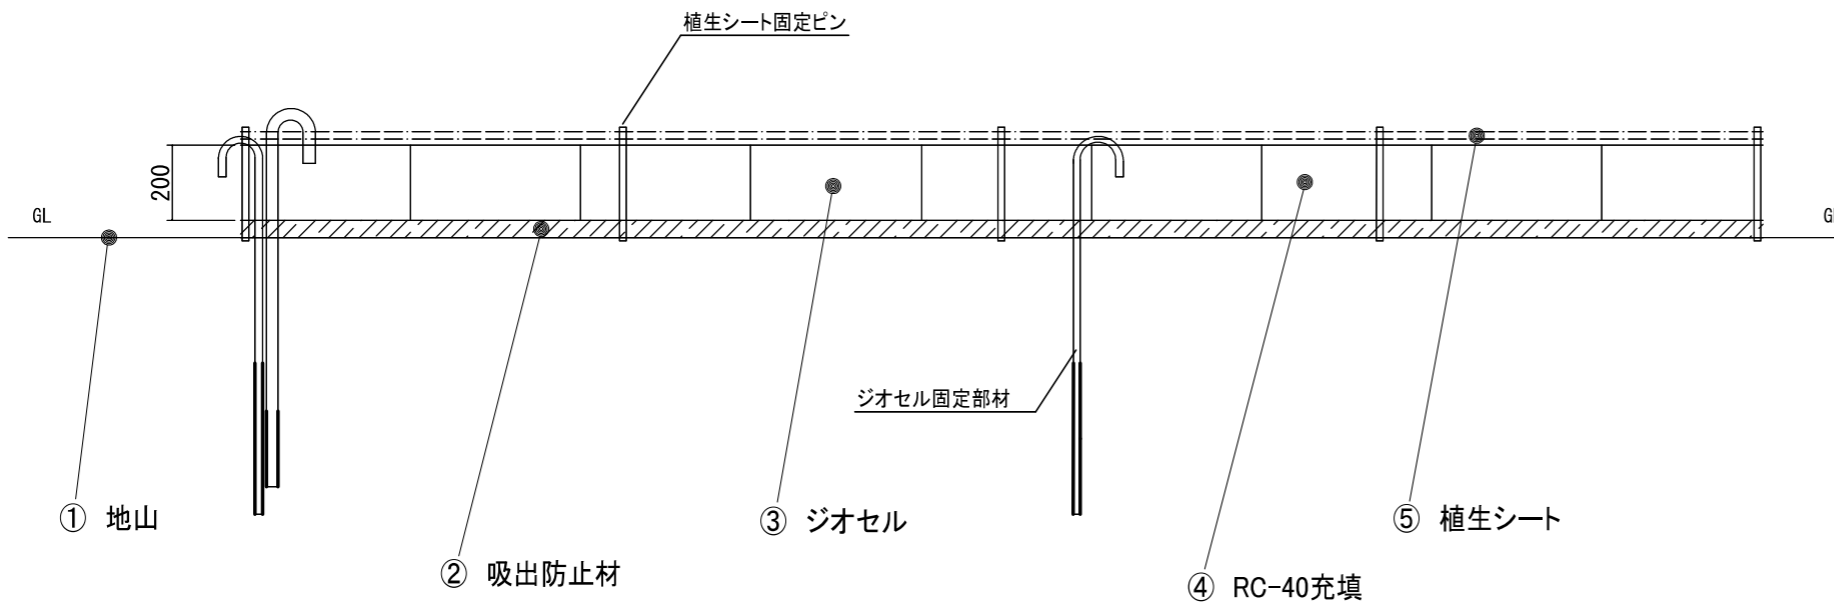 植生シート固定ピン
200
GL
G
ジオセル固定部材
① 地山
③ ジオセル
⑤ 植生シート
② 吸出防止材
④ RC-40充填